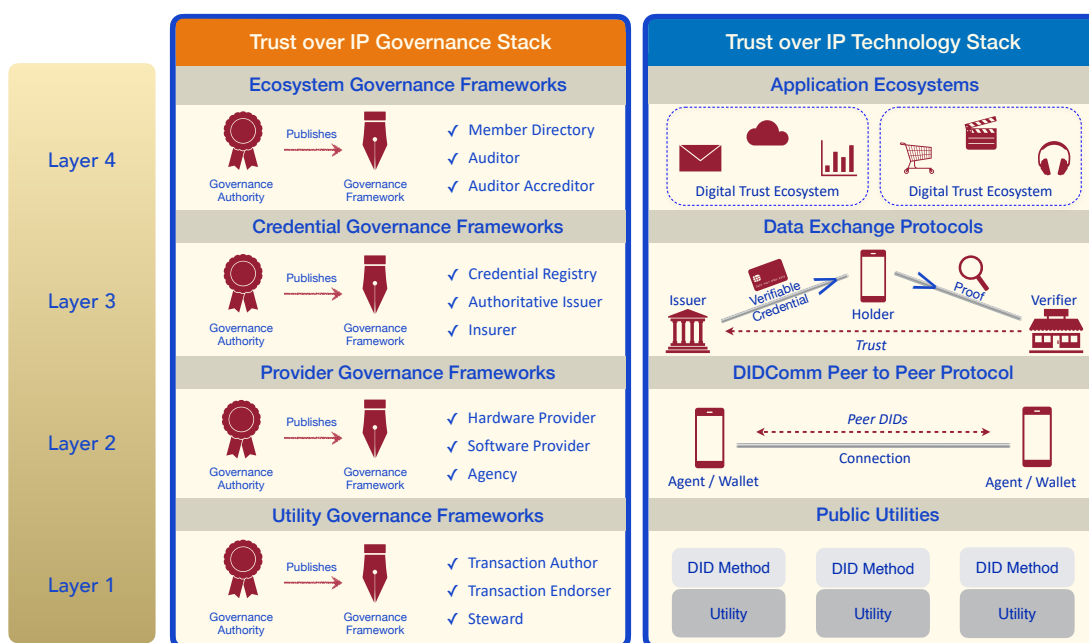 Trust over IP Governance Stack
Trust over IP Technology Stack
Layer 4
Ecosystem Governance Frameworks
Publishes
Governance
Authority
Governance
Framework
✓ Member Directory
✓ Auditor
✓ Auditor Accreditor
Application Ecosystems
Digital Trust Ecosystem
Digital Trust Ecosystem
Layer 3
Credential Governance Frameworks
Publishes
Governance
Authority
Governance
Framework
✓ Credential Registry
✓ Authoritative Issuer
✓ Insurer
Data Exchange Protocols
Issuer
Verifiable
Credential
Holder
Proof
Verifier
Trust
Layer 2
Provider Governance Frameworks
Publishes
Governance
Authority
Governance
Framework
✓ Hardware Provider
✓ Software Provider
✓ Agency
DIDComm Peer to Peer Protocol
Peer DIDs
Connection
Agent / Wallet
Agent / Wallet
Layer 1
Utility Governance Frameworks
Publishes
Governance
Authority
Governance
Framework
✓ Transaction Author
✓ Transaction Endorser
✓ Steward
Public Utilities
DID Method
DID Method
DID Method
Utility
Utility
Utility